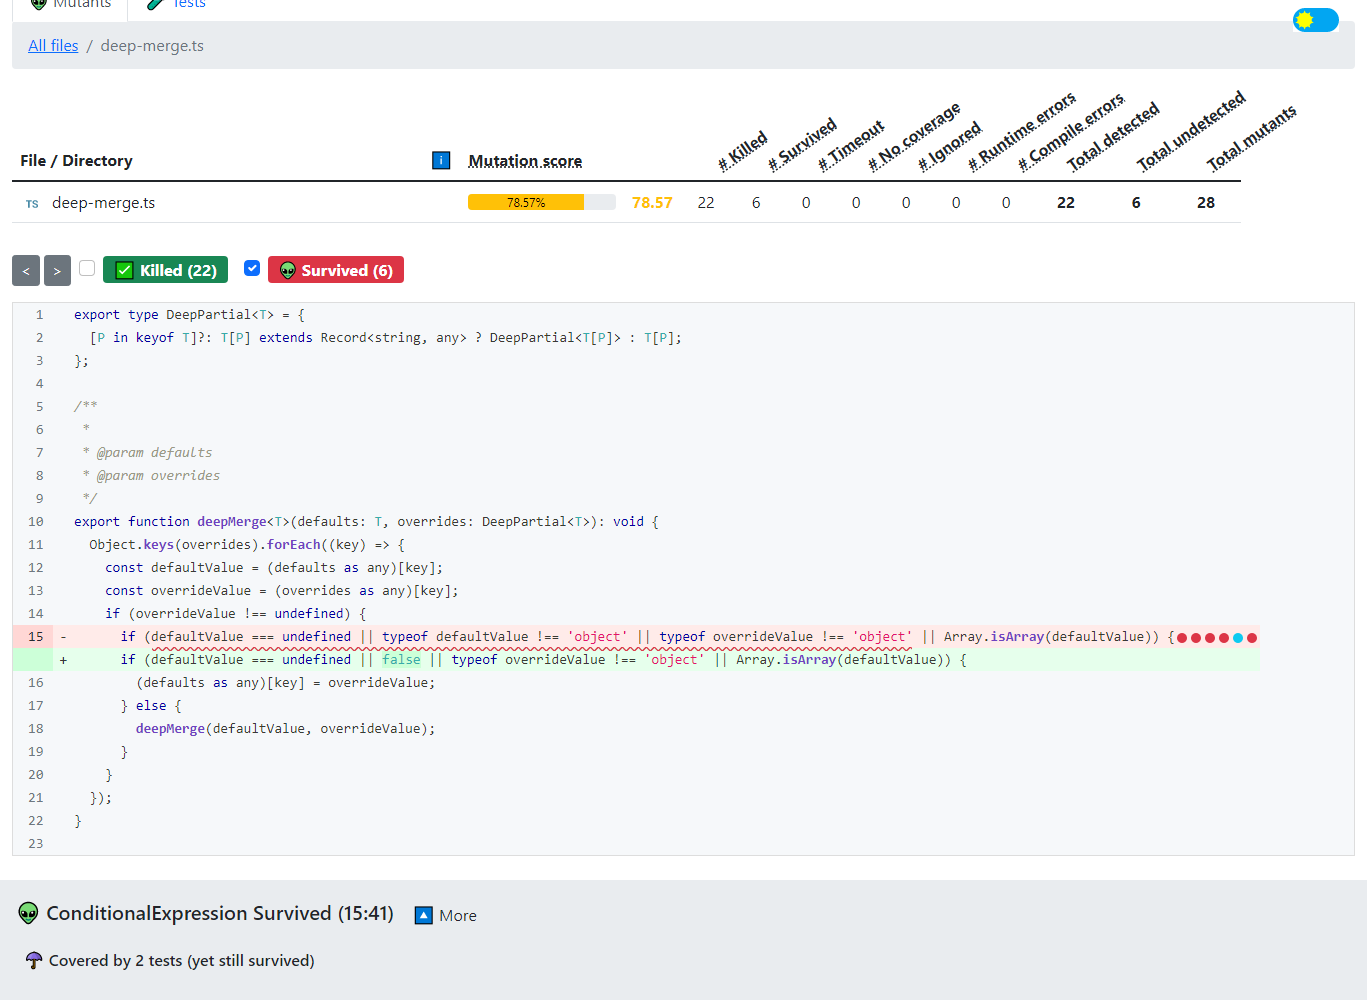 Mutants Tests
All files / deep-merge.ts
File / Directory Mutation score # Killed # Survived # Timeout # No coverage # Ignored # Runtime errors # Compile errors Total detected Total undetected Total mutants
TS deep-merge.ts 78.57% 78.57 22 6 0 0 0 0 0 22 6 28
< > Killed (22) Survived (6)
1 export type DeepPartial<T> = {
2 [P in keyof T]?: T[P] extends Record<string, any> ? DeepPartial<T[P]> : T[P];
3 };
4
5 /**
6 *
7 * @param defaults
8 * @param overrides
9 */
10 export function deepMerge<T>(defaults: T, overrides: DeepPartial<T>): void {
11 Object.keys(overrides).forEach((key) => {
12 const defaultValue = (defaults as any)[key];
13 const overrideValue = (overrides as any)[key];
14 if (overrideValue !== undefined) {
15 - if (defaultValue === undefined || typeof defaultValue !== 'object' || typeof overrideValue !== 'object' || Array.isArray(defaultValue)) {
+ if (defaultValue === undefined || false || typeof overrideValue !== 'object' || Array.isArray(defaultValue)) {
16 (defaults as any)[key] = overrideValue;
17 } else {
18 deepMerge(defaultValue, overrideValue);
19 }
20 }
21 });
22 }
23
ConditionalExpression Survived (15:41) More
Covered by 2 tests (yet still survived)